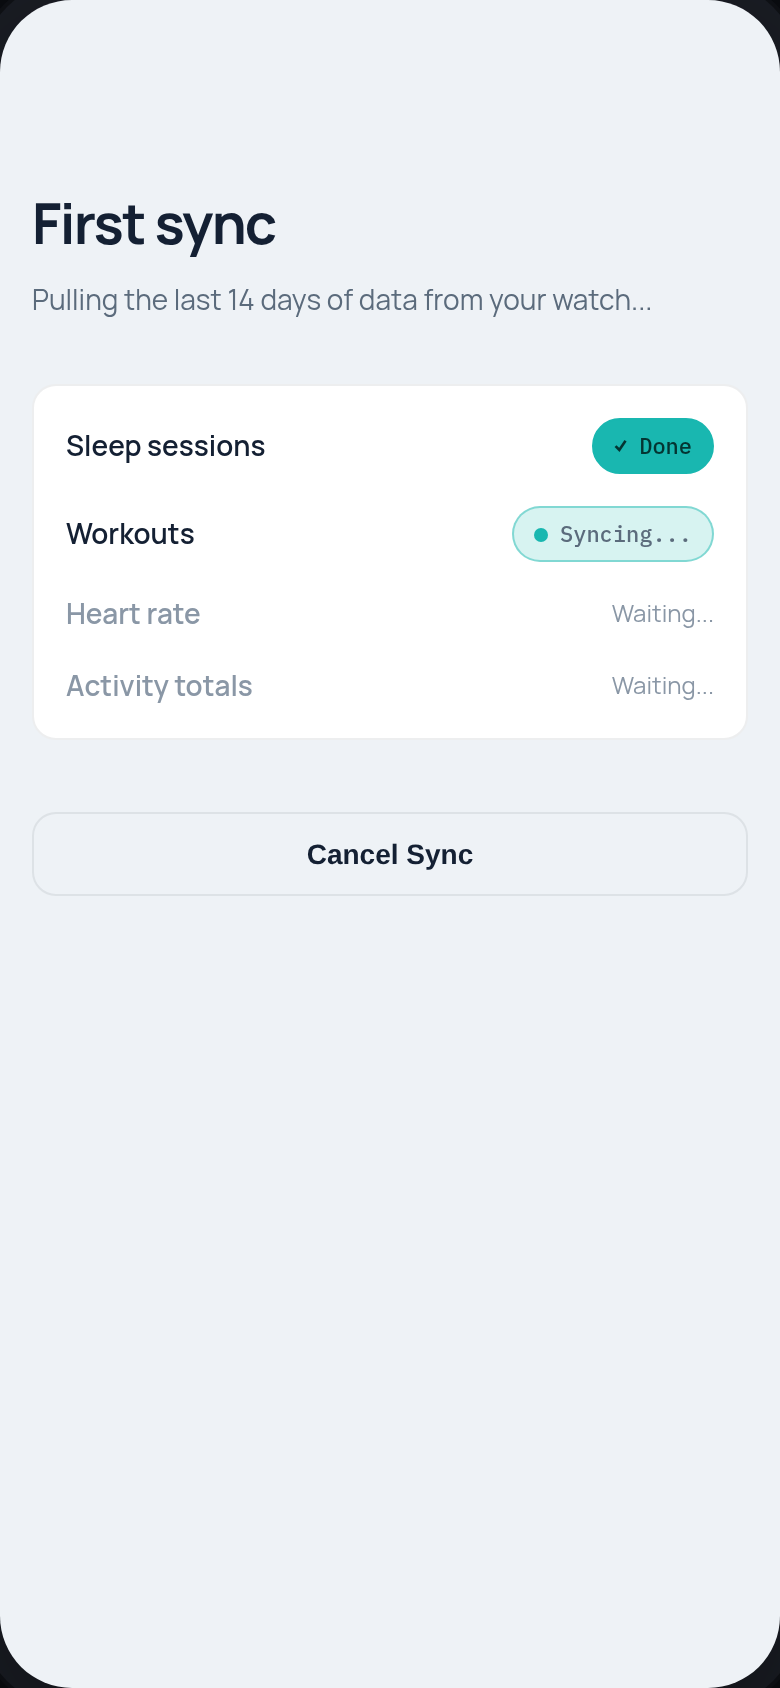 First sync
Pulling the last 14 days of data from your watch...
Sleep sessions ✓ Done
Workouts Syncing...
Heart rate Waiting...
Activity totals Waiting...
Cancel Sync